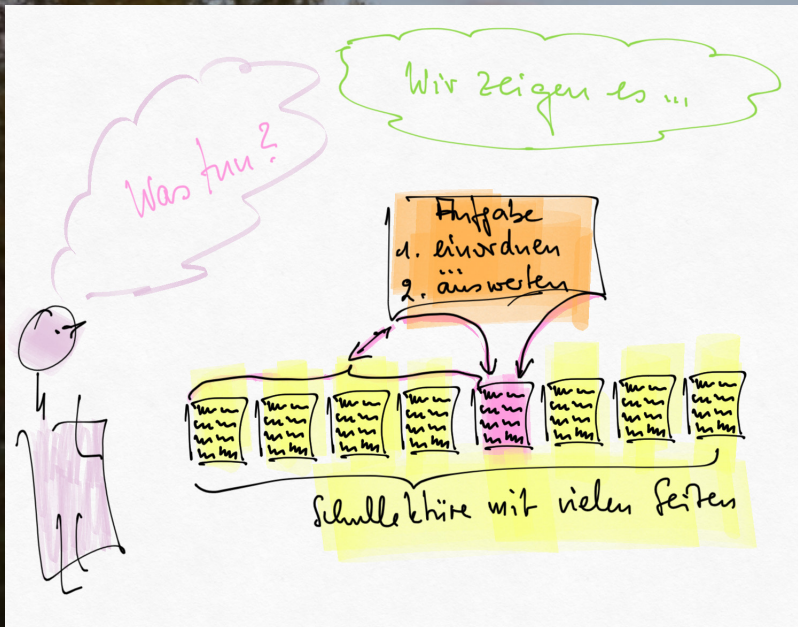 Wir zeigen es ...
Was tun?
Aufgabe
1. einordnen
2. auswerten
Schullektüre mit vielen Seiten